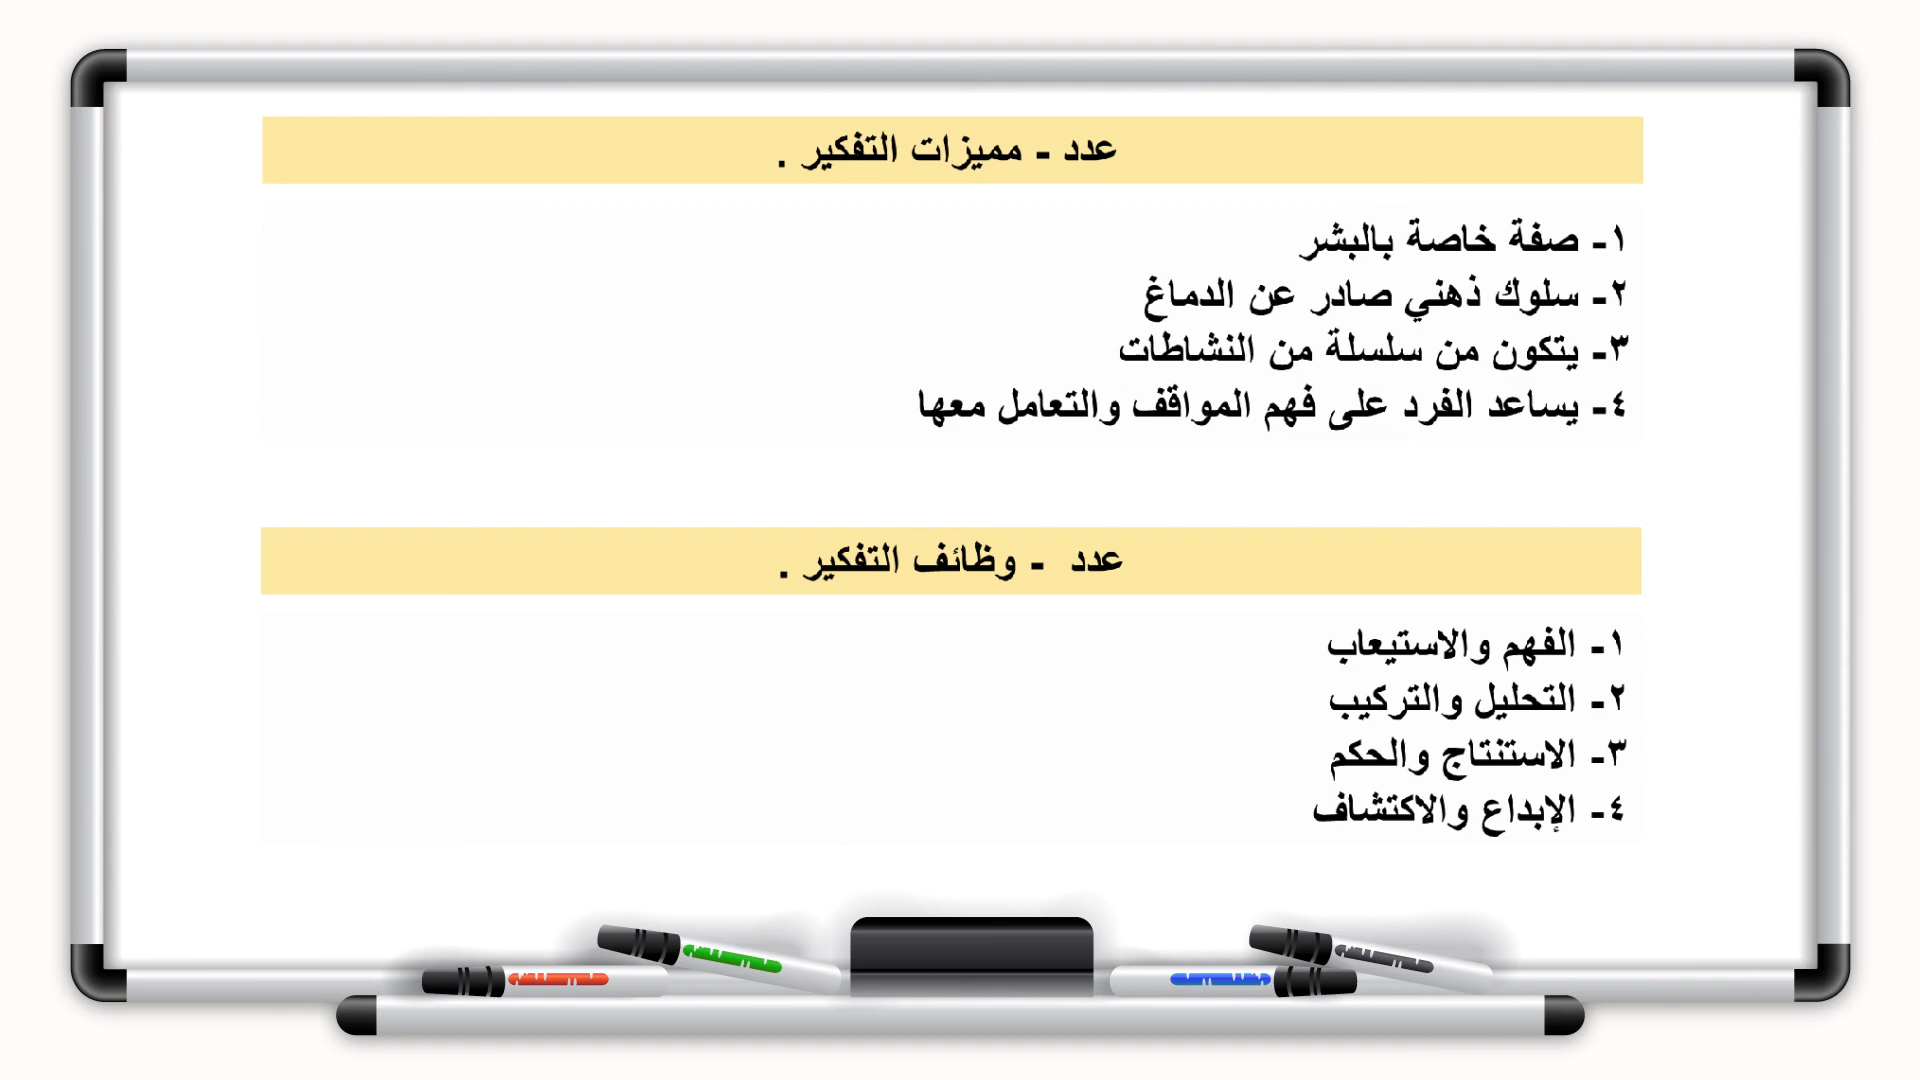 عدد - مميزات التفكير .
١- صفة خاصة بالبشر
٢- سلوك ذهني صادر عن الدماغ
٣- يتكون من سلسلة من النشاطات
٤- يساعد الفرد على فهم المواقف والتعامل معها
عدد - وظائف التفكير .
١- الفهم والاستيعاب
٢- التحليل والتركيب
٣- الاستنتاج والحكم
٤- الإبداع والاكتشاف